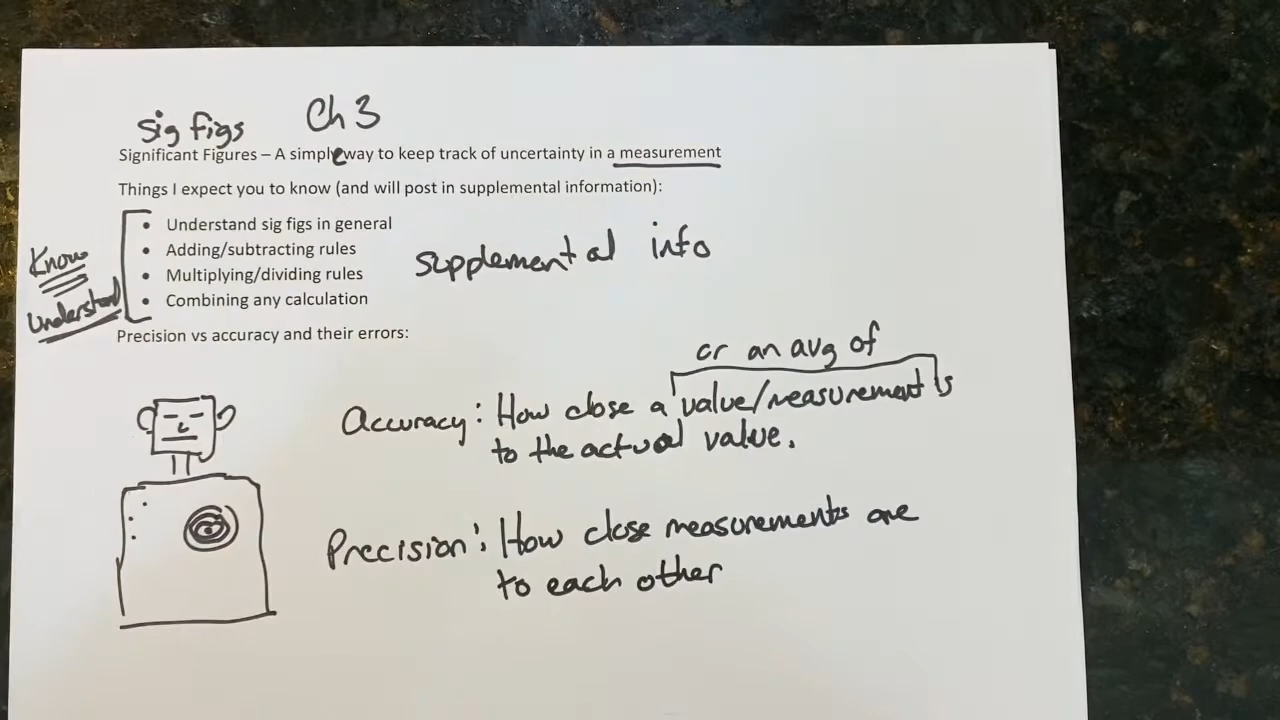 Sig figs Ch 3
Significant Figures – A simple way to keep track of uncertainty in a measurement
Things I expect you to know (and will post in supplemental information):
• Understand sig figs in general
• Adding/subtracting rules
• Multiplying/dividing rules
• Combining any calculation
Know
Understand
Supplemental info
Precision vs accuracy and their errors:
or an avg of
Accuracy: How close a value/measurement is
to the actual value.
Precision: How close measurements are
to each other